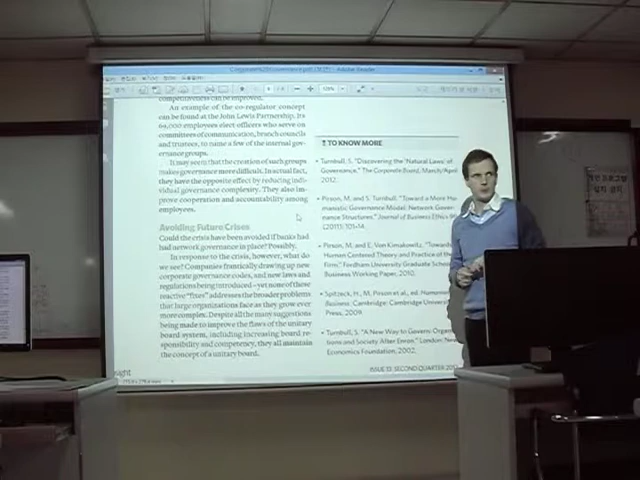 Adobe Reader
competitiveness can be improved.
An example of the co-regulator concept
can be found at the John Lewis Partnership. Its
69,000 employees elect officers who serve on
committees of communication, branch councils
and trustees, to name a few of the internal gov-
ernance groups.
It may seem that the creation of such groups
makes governance more difficult. In actual fact,
they have the opposite effect by reducing indi-
vidual governance complexity. They also im-
prove cooperation and accountability among
employees.
Avoiding Future Crises
Could the crisis have been avoided if banks had
had network governance in place? Possibly.
In response to the crisis, however, what do
we see? Companies frantically drawing up new
corporate governance codes, and new laws and
regulations being introduced—yet none of these
reactive "fixes" addresses the broader problems
that large organisations face as they grow ever
more complex. Despite all the many suggestions
being made to improve the flaws of the unitary
board system, including increasing board re-
sponsibility and competency, they all maintain
the concept of a unitary board.
TO KNOW MORE
• Turnbull, S. "Discovering the 'Natural Laws' of
Governance." The Corporate Board, March/April
2012.
• Pirson, M. and S. Turnbull. "Toward a More Hu-
manistic Governance Model: Network Gover-
nance Structures." Journal of Business Ethics 99
(2011): 101-14.
• Pirson, M. and E. Von Kimakowitz. "Towards
Human Centered Theory and Practice of the
Firm." Fordham University Graduate School
Business Working Paper, 2010.
• Spitzeck, H., M. Pirson et al., ed. Humanism
Business. Cambridge: Cambridge University
Press, 2009.
• Turnbull, S. "A New Way to Govern: Organ
tions and Society After Enron." London: New
Economics Foundation, 2002.
ISSUE 13 SECOND QUARTER 201